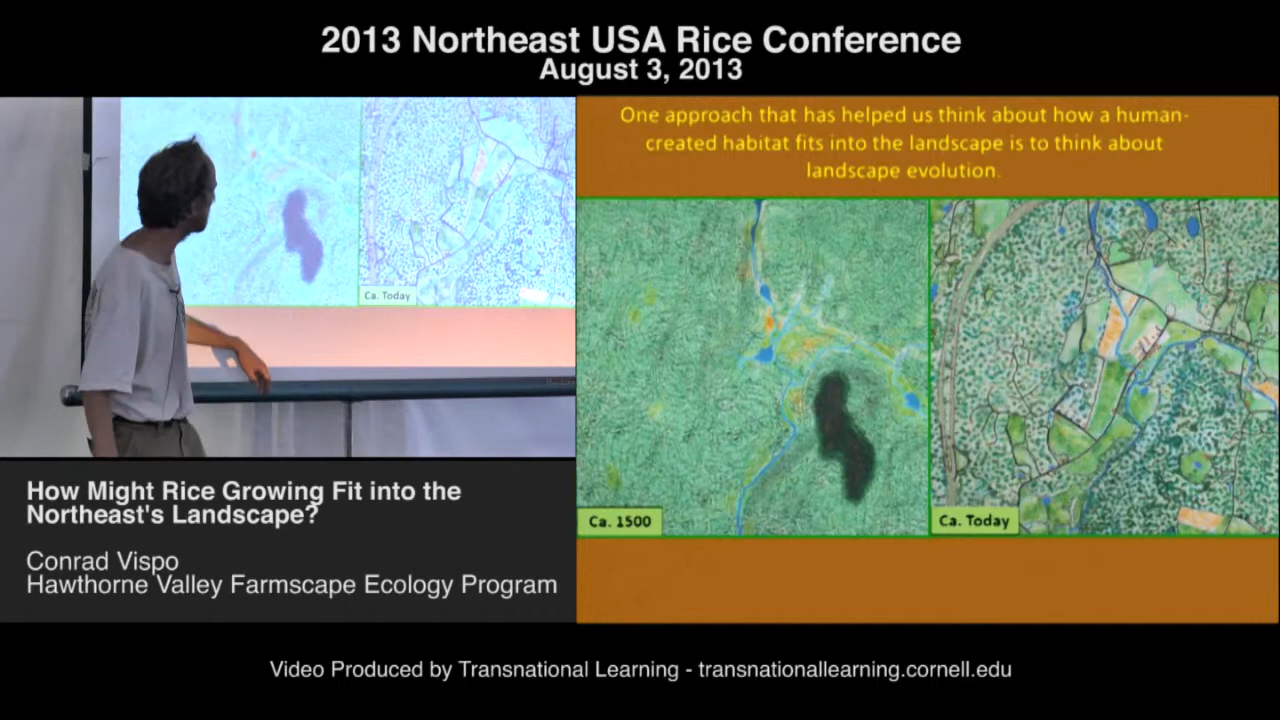 2013 Northeast USA Rice Conference
August 3, 2013
Ca. Today
One approach that has helped us think about how a human-
created habitat fits into the landscape is to think about
landscape evolution.
Ca. 1500
Ca. Today
How Might Rice Growing Fit into the
Northeast's Landscape?
Conrad Vispo
Hawthorne Valley Farmscape Ecology Program
Video Produced by Transnational Learning - transnationallearning.cornell.edu